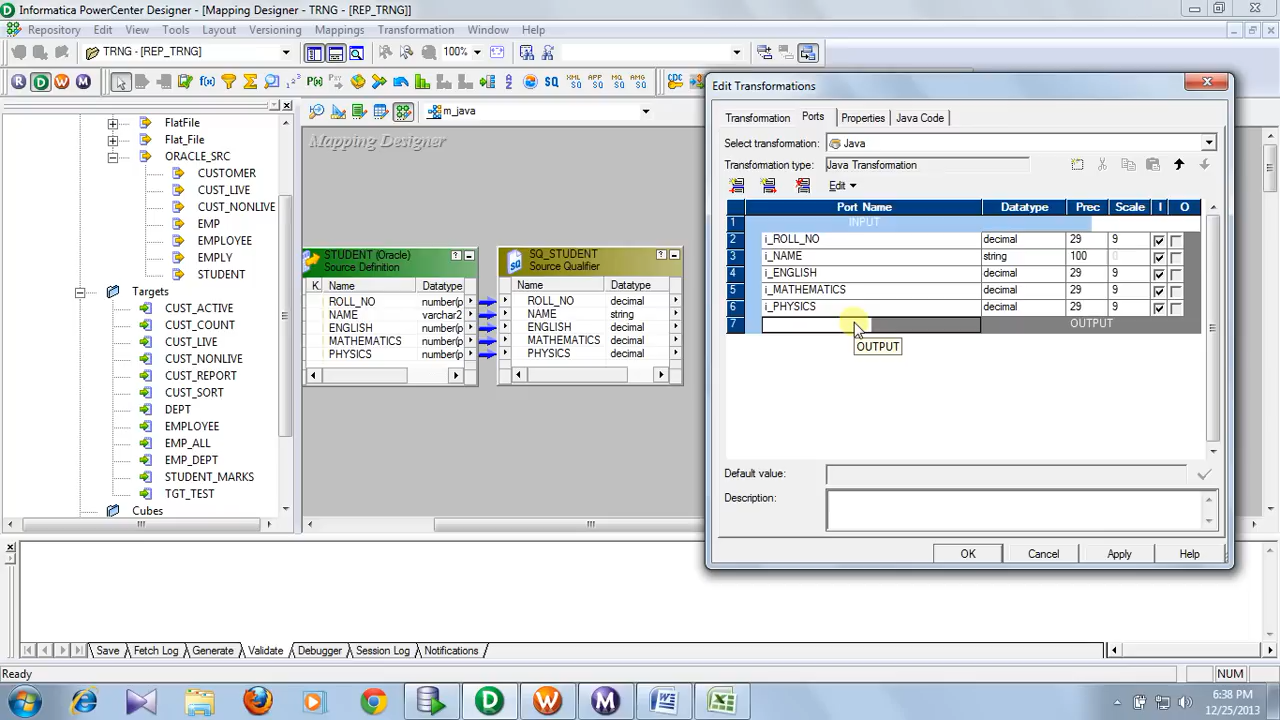 Informatica PowerCenter Designer - [Mapping Designer - TRNG - [REP_TRNG]]
Repository Edit View Tools Layout Versioning Mappings Transformation Window Help
TRNG - [REP_TRNG]
100%
R D W M
m_java
Mapping Designer
FlatFile
Flat_File
ORACLE_SRC
CUSTOMER
CUST_LIVE
CUST_NONLIVE
EMP
EMPLOYEE
EMPLY
STUDENT
Targets
CUST_ACTIVE
CUST_COUNT
CUST_LIVE
CUST_NONLIVE
CUST_REPORT
CUST_SORT
DEPT
EMPLOYEE
EMP_ALL
EMP_DEPT
STUDENT_MARKS
TGT_TEST
Cubes
STUDENT (Oracle)
Source Definition
K Name Datatype
ROLL_NO number(p
NAME varchar2
ENGLISH number(p
MATHEMATICS number(p
PHYSICS number(p
SQ_STUDENT
Source Qualifier
Name Datatype
ROLL_NO decimal
NAME string
ENGLISH decimal
MATHEMATICS decimal
PHYSICS decimal
Edit Transformations
Transformation Ports Properties Java Code
Select transformation: Java
Transformation type: Java Transformation
Edit
Port Name Datatype Prec Scale I O
1 INPUT
2 i_ROLL_NO decimal 29 9
3 i_NAME string 100 0
4 i_ENGLISH decimal 29 9
5 i_MATHEMATICS decimal 29 9
6 i_PHYSICS decimal 29 9
7 OUTPUT
OUTPUT
Default value:
Description:
OK Cancel Apply Help
Save Fetch Log Generate Validate Debugger Session Log Notifications
Ready
NUM
6:38 PM
12/25/2013